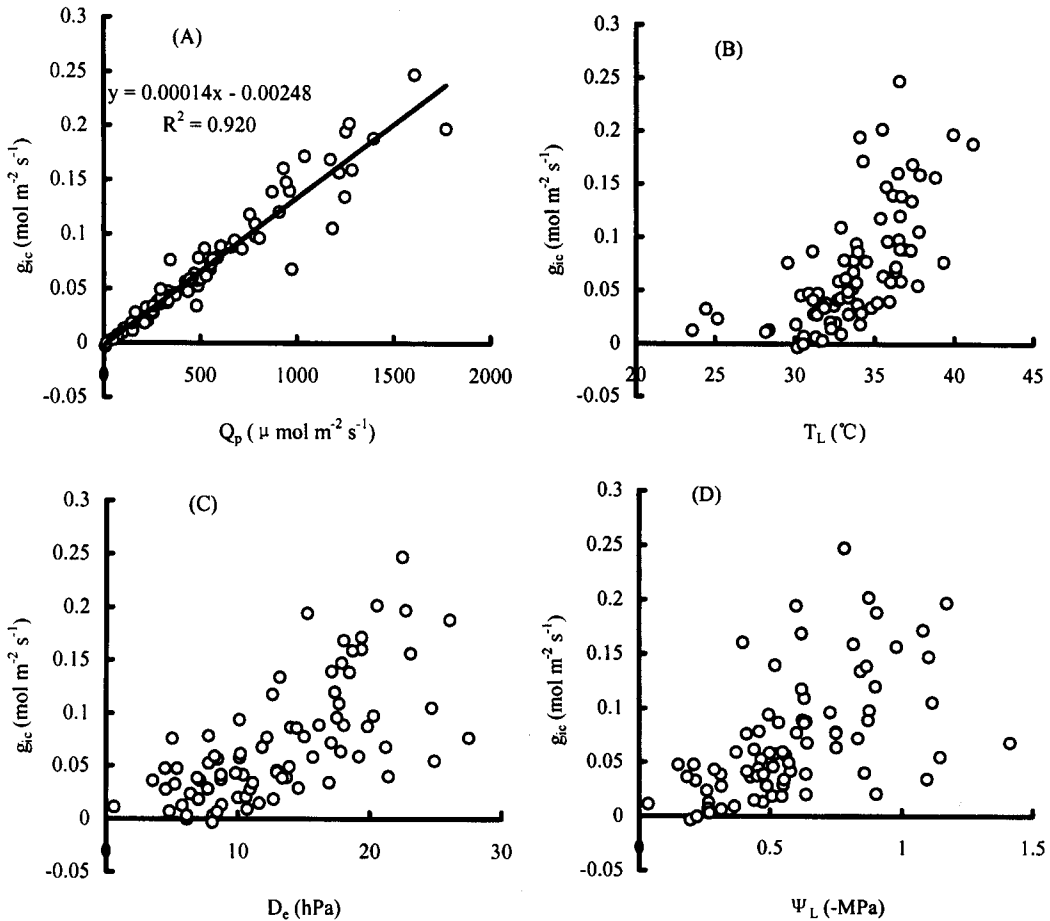 (A)
y = 0.00014x - 0.00248
R² = 0.920
0.3
0.25
0.2
0.15
0.1
0.05
0
-0.05
0 500 1000 1500 2000
g_ic (mol m⁻² s⁻¹)
Q_p (μ mol m⁻² s⁻¹)
(B)
0.3
0.25
0.2
0.15
0.1
0.05
0
-0.05
20 25 30 35 40 45
g_ic (mol m⁻² s⁻¹)
T_L (℃)
(C)
0.3
0.25
0.2
0.15
0.1
0.05
0
-0.05
0 10 20 30
g_ic (mol m⁻² s⁻¹)
D_e (hPa)
(D)
0.3
0.25
0.2
0.15
0.1
0.05
0
-0.05
0 0.5 1 1.5
g_ic (mol m⁻² s⁻¹)
Ψ_L (-MPa)